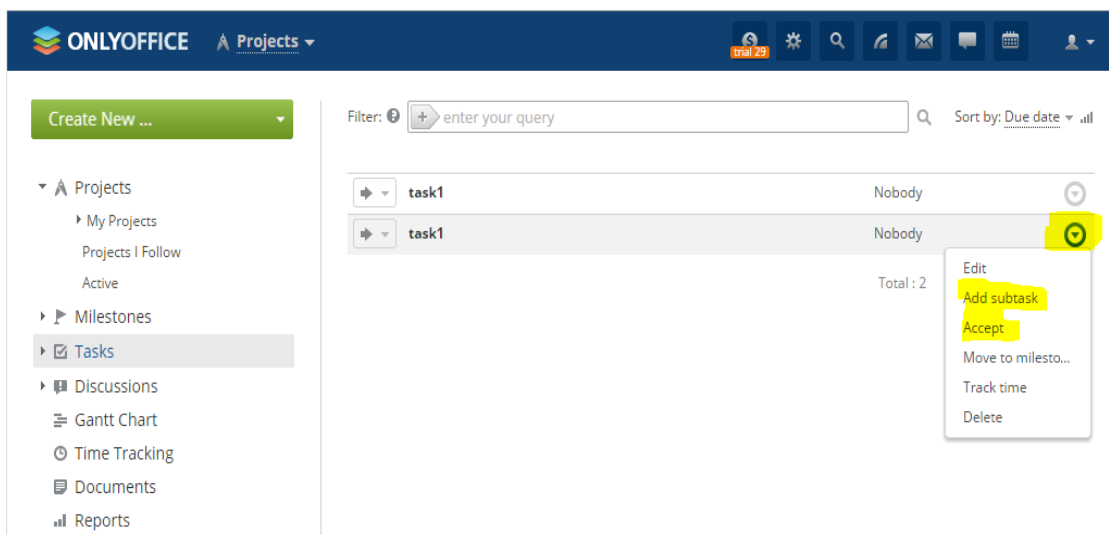 ONLYOFFICE Projects
trial 29
Create New ...
Filter: ? + enter your query Sort by: Due date
Projects
My Projects
Projects I Follow
Active
Milestones
Tasks
Discussions
Gantt Chart
Time Tracking
Documents
Reports
task1 Nobody
task1 Nobody
Total : 2
Edit
Add subtask
Accept
Move to milesto...
Track time
Delete